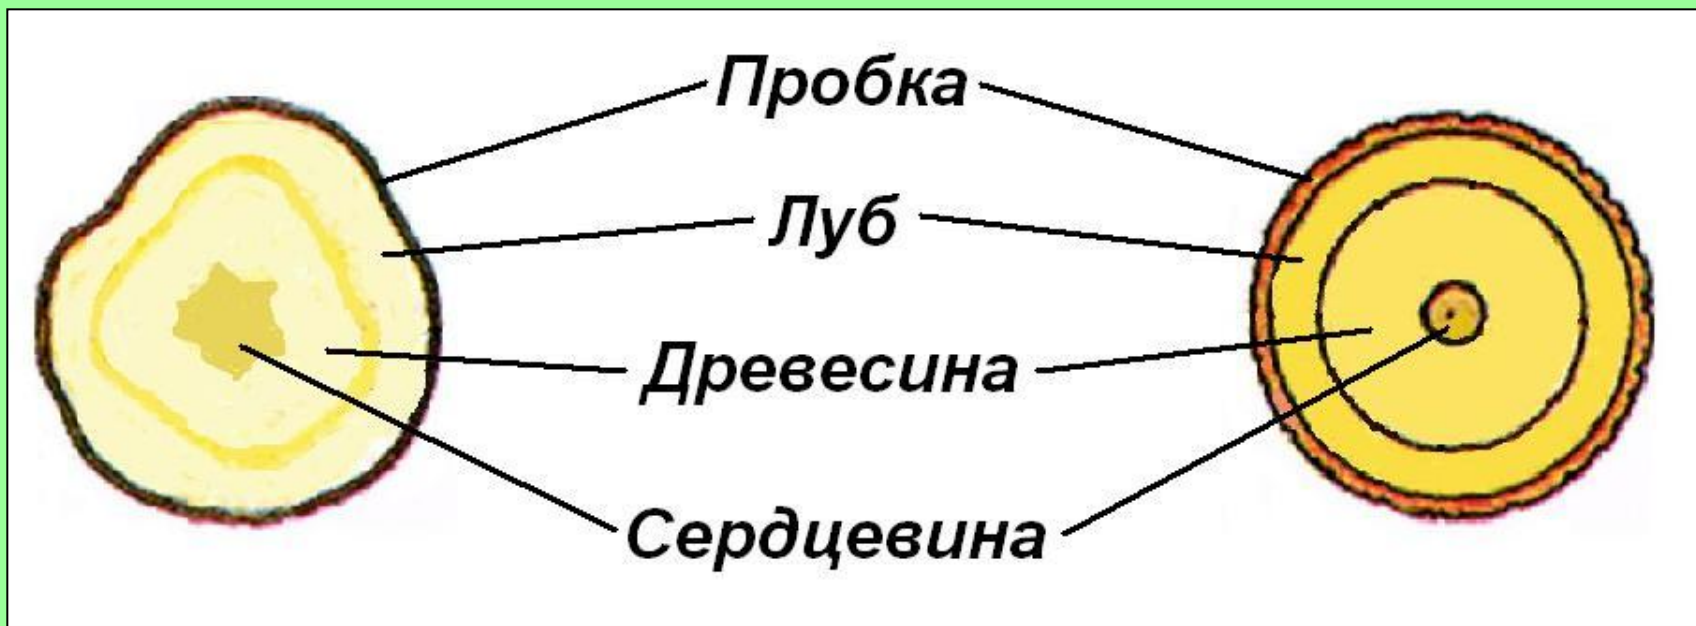 Пробка
Луб
Древесина
Сердцевина